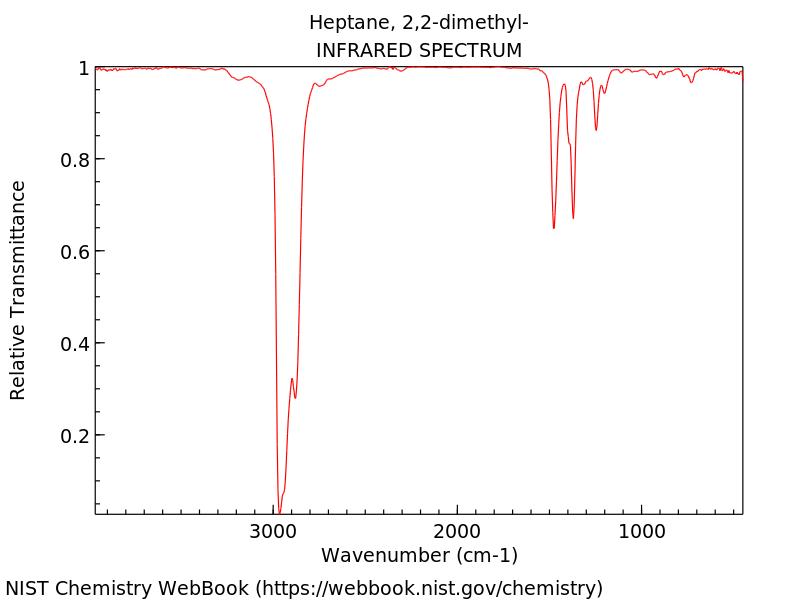 Heptane, 2,2-dimethyl-
INFRARED SPECTRUM
1
0.8
0.6
0.4
0.2
Relative Transmittance
3000 2000 1000
Wavenumber (cm-1)
NIST Chemistry WebBook (https://webbook.nist.gov/chemistry)